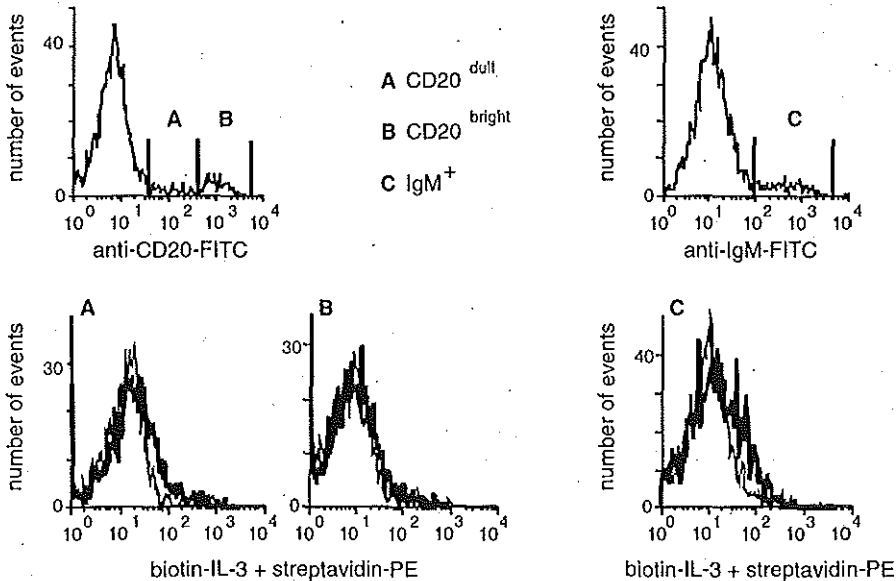 number of events
40
0
A B
10^0 10^1 10^2 10^3 10^4
anti-CD20-FITC
A CD20 dull
B CD20 bright
C IgM+
number of events
40
0
C
10^0 10^1 10^2 10^3 10^4
anti-IgM-FITC
A
number of events
30
0
10^0 10^1 10^2 10^3 10^4
B
30
0
10^0 10^1 10^2 10^3 10^4
biotin-IL-3 + streptavidin-PE
C
number of events
40
0
10^0 10^1 10^2 10^3 10^4
biotin-IL-3 + streptavidin-PE